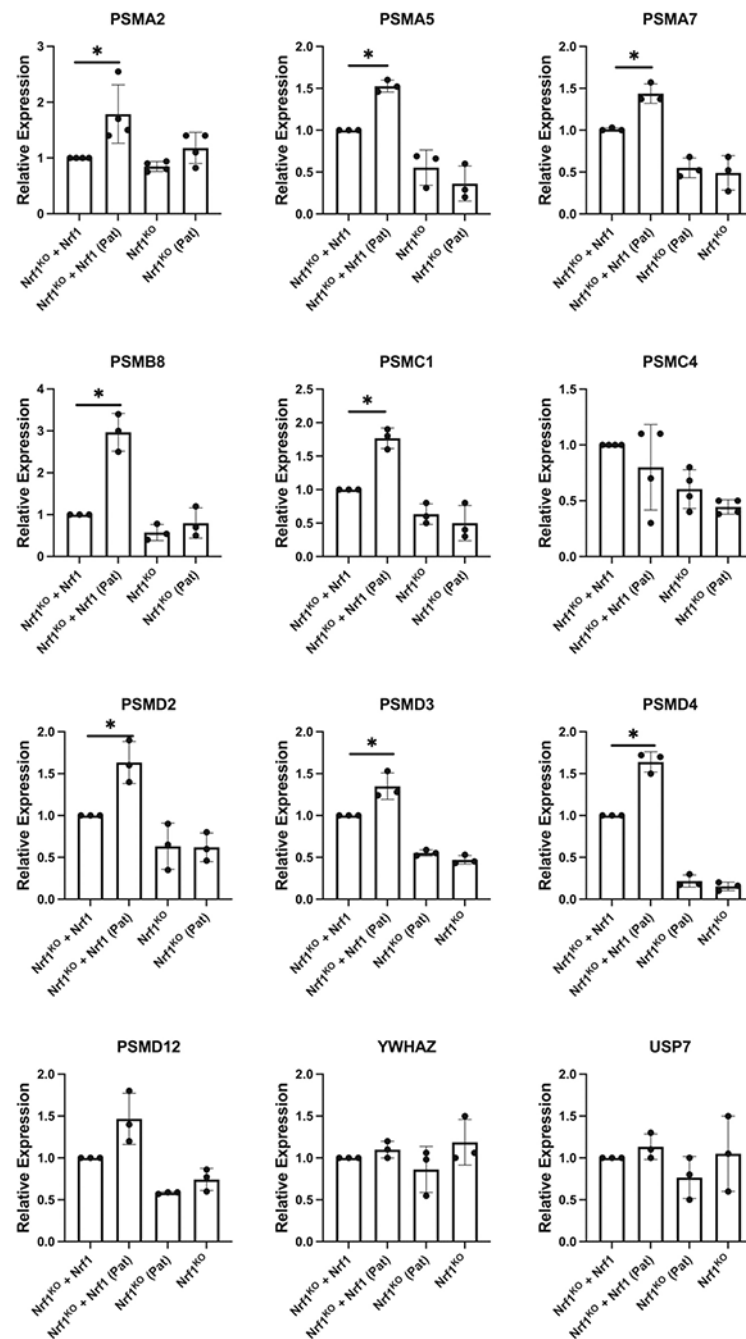 PSMA2
*
Relative Expression
3
2
1
0
Nrf1KO + Nrf1
Nrf1KO + Nrf1 (Pat)
Nrf1KO
Nrf1KO (Pat)
PSMA5
*
Relative Expression
2.0
1.5
1.0
0.5
0.0
Nrf1KO + Nrf1
Nrf1KO + Nrf1 (Pat)
Nrf1KO
Nrf1KO (Pat)
PSMA7
*
Relative Expression
2.0
1.5
1.0
0.5
0.0
Nrf1KO + Nrf1
Nrf1KO + Nrf1 (Pat)
Nrf1KO (Pat)
Nrf1KO
PSMB8
*
Relative Expression
4
3
2
1
0
Nrf1KO + Nrf1
Nrf1KO + Nrf1 (Pat)
Nrf1KO
Nrf1KO (Pat)
PSMC1
*
Relative Expression
2.5
2.0
1.5
1.0
0.5
0.0
Nrf1KO + Nrf1
Nrf1KO + Nrf1 (Pat)
Nrf1KO
Nrf1KO (Pat)
PSMC4
Relative Expression
1.5
1.0
0.5
0.0
Nrf1KO + Nrf1
Nrf1KO + Nrf1 (Pat)
Nrf1KO
Nrf1KO (Pat)
PSMD2
*
Relative Expression
2.0
1.5
1.0
0.5
0.0
Nrf1KO + Nrf1
Nrf1KO + Nrf1 (Pat)
Nrf1KO
Nrf1KO (Pat)
PSMD3
*
Relative Expression
2.0
1.5
1.0
0.5
0.0
Nrf1KO + Nrf1
Nrf1KO + Nrf1 (Pat)
Nrf1KO (Pat)
Nrf1KO
PSMD4
*
Relative Expression
2.0
1.5
1.0
0.5
0.0
Nrf1KO + Nrf1
Nrf1KO + Nrf1 (Pat)
Nrf1KO (Pat)
Nrf1KO
PSMD12
Relative Expression
2.0
1.5
1.0
0.5
0.0
Nrf1KO + Nrf1
Nrf1KO + Nrf1 (Pat)
Nrf1KO (Pat)
Nrf1KO
YWHAZ
Relative Expression
2.0
1.5
1.0
0.5
0.0
Nrf1KO + Nrf1
Nrf1KO + Nrf1 (Pat)
Nrf1KO (Pat)
Nrf1KO
USP7
Relative Expression
2.0
1.5
1.0
0.5
0.0
Nrf1KO + Nrf1
Nrf1KO + Nrf1 (Pat)
Nrf1KO (Pat)
Nrf1KO